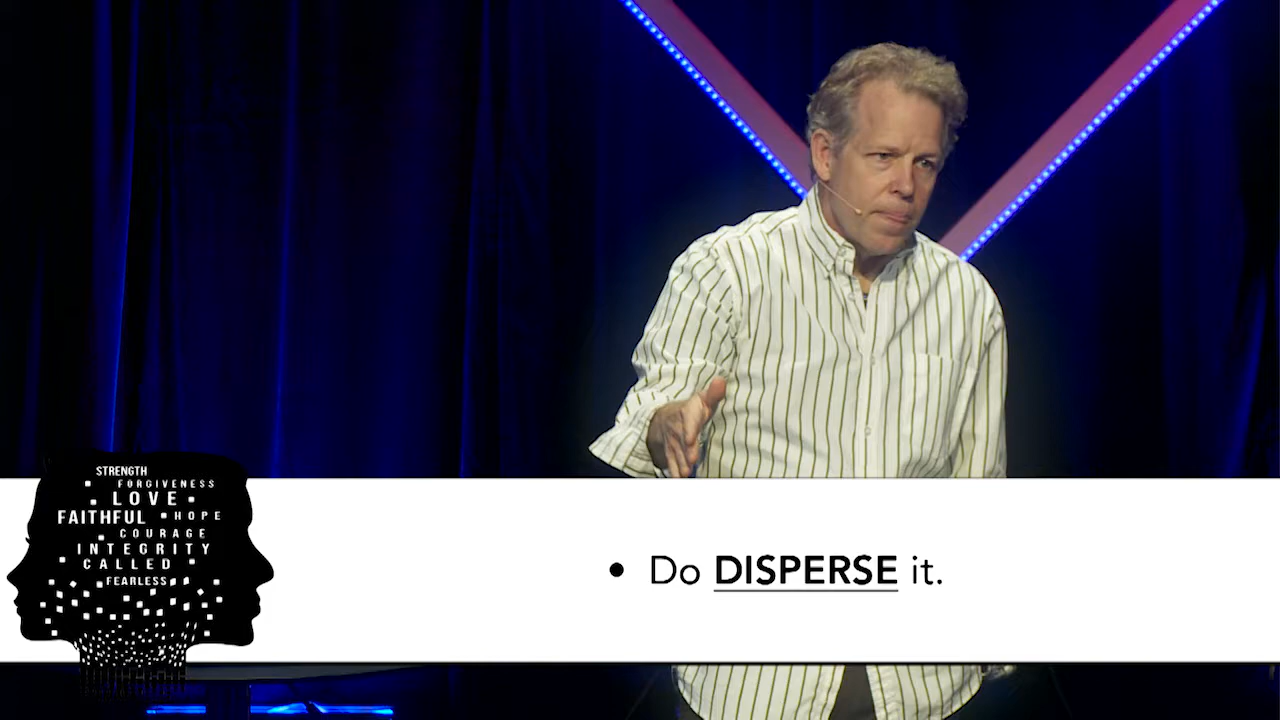 STRENGTH
FORGIVENESS
LOVE
FAITHFUL HOPE
COURAGE
INTEGRITY
CALLED
FEARLESS
• Do DISPERSE it.